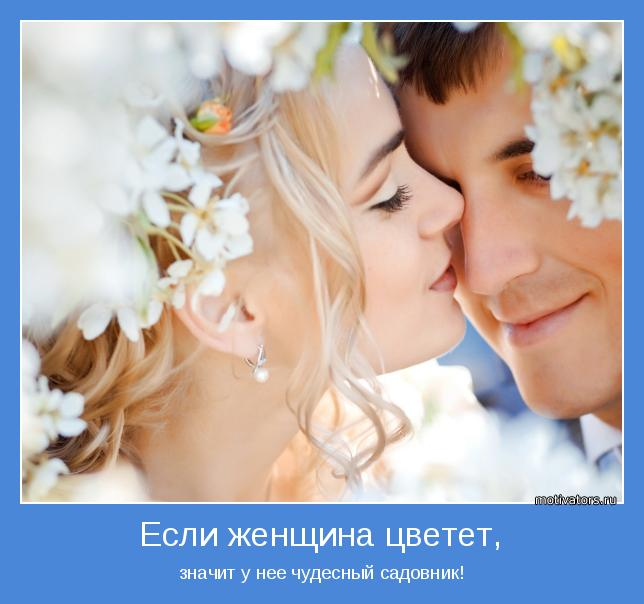 motivators.ru
Если женщина цветет,
значит у нее чудесный садовник!